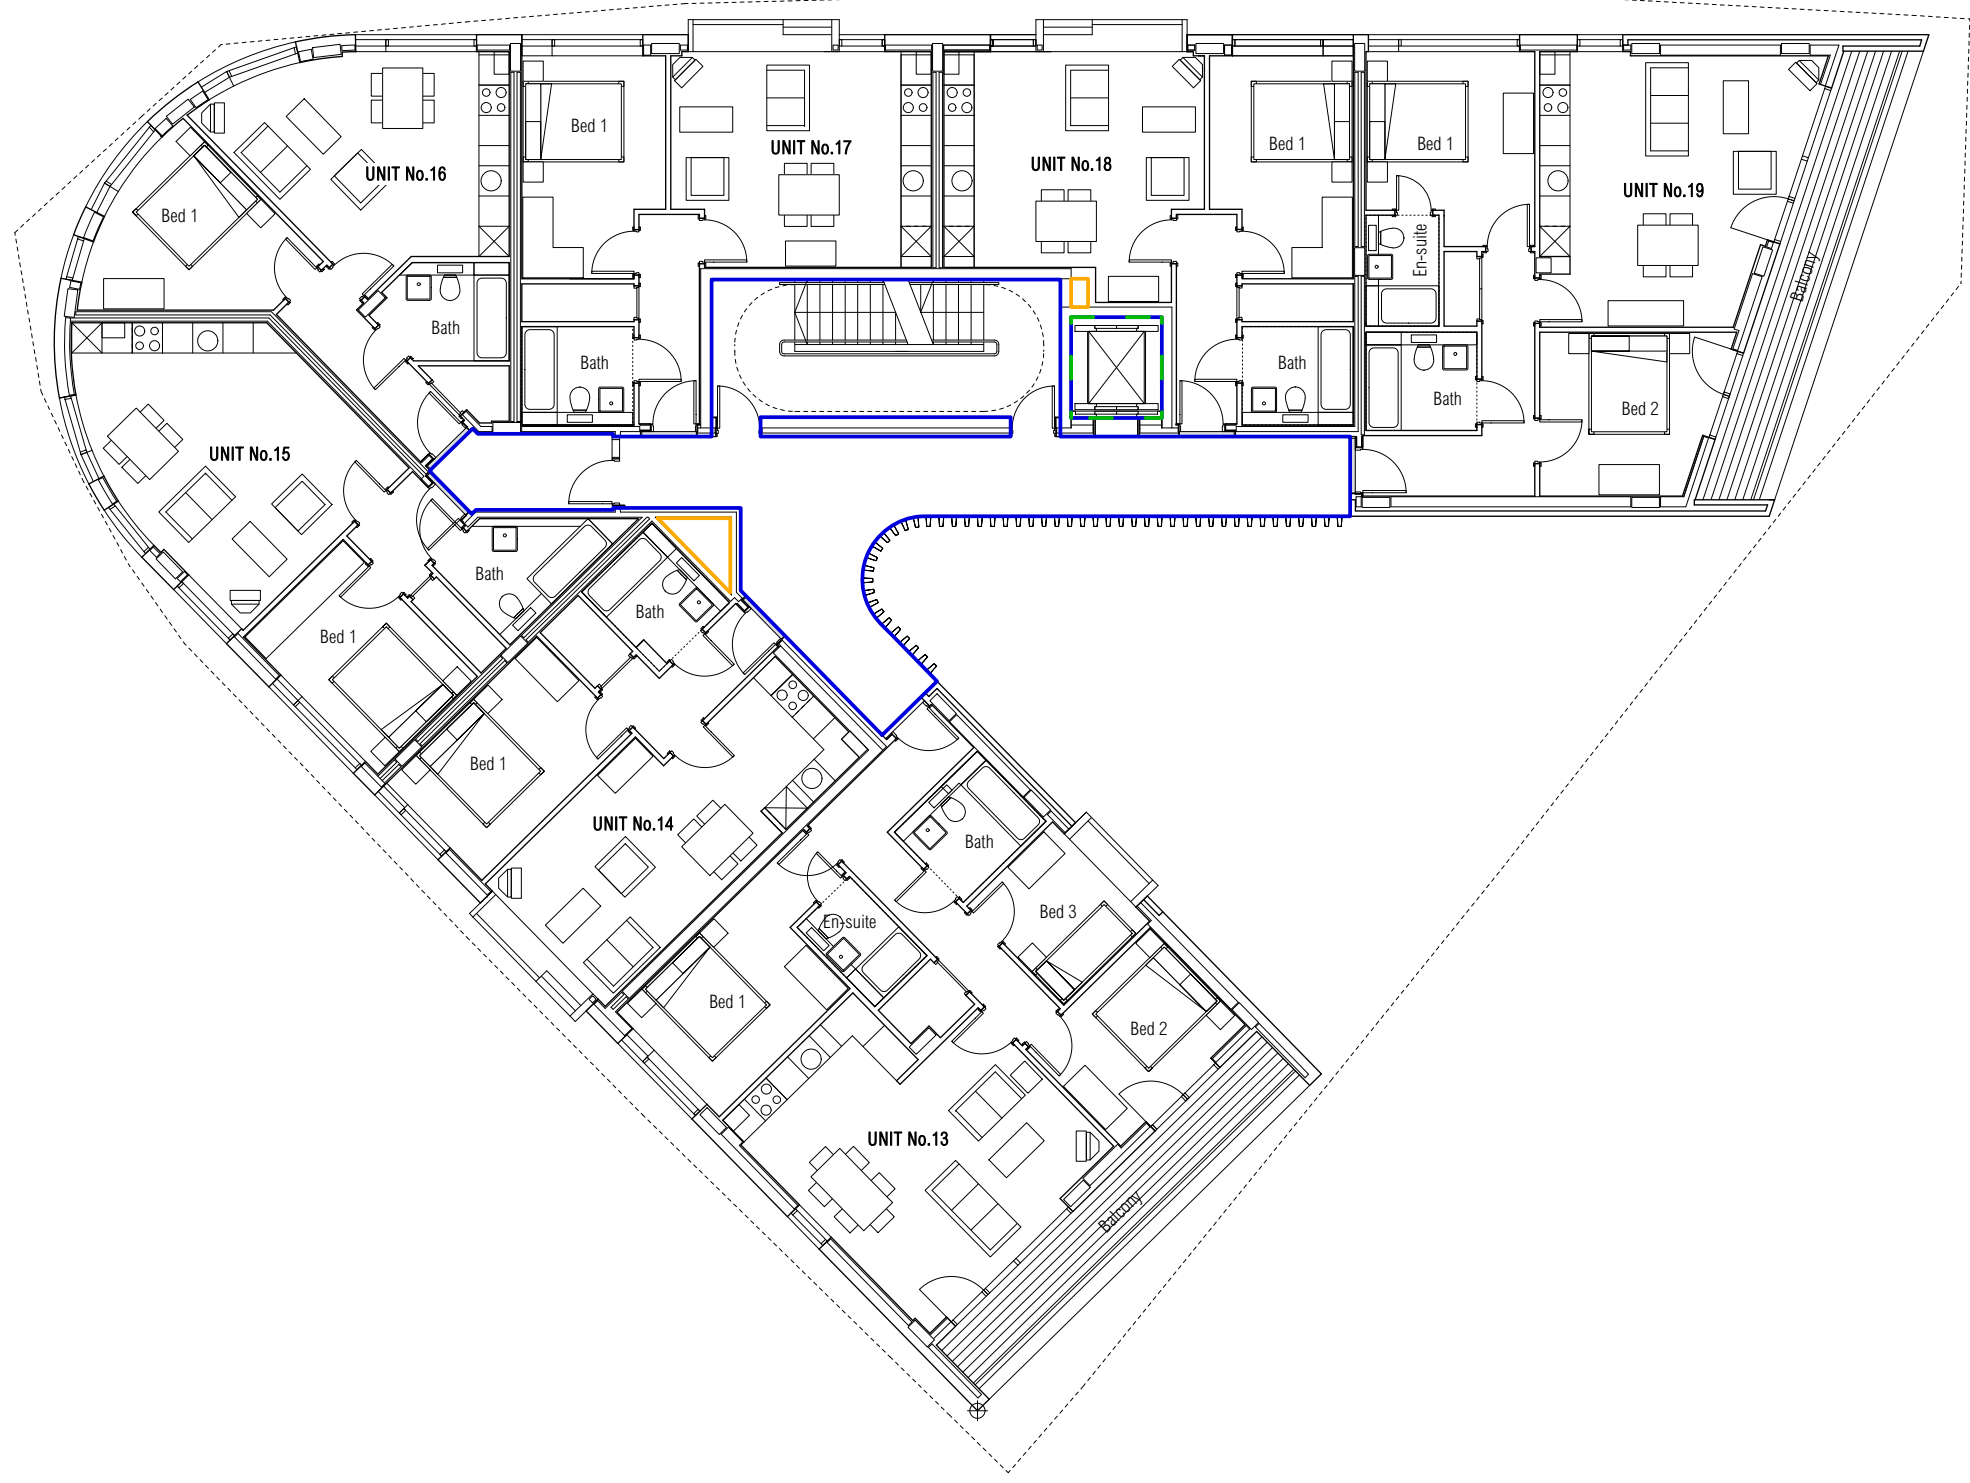 Bed 1
UNIT No.17
Bed 1
Bed 1
UNIT No.18
UNIT No.16
UNIT No.19
Bed 1
En-suite
Balcony
Bath
Bath
Bath
Bath
Bed 2
UNIT No.15
Bath
Bath
Bed 1
Bed 1
UNIT No.14
Bath
Bed 3
En-suite
Bed 1
Bed 2
UNIT No.13
Balcony